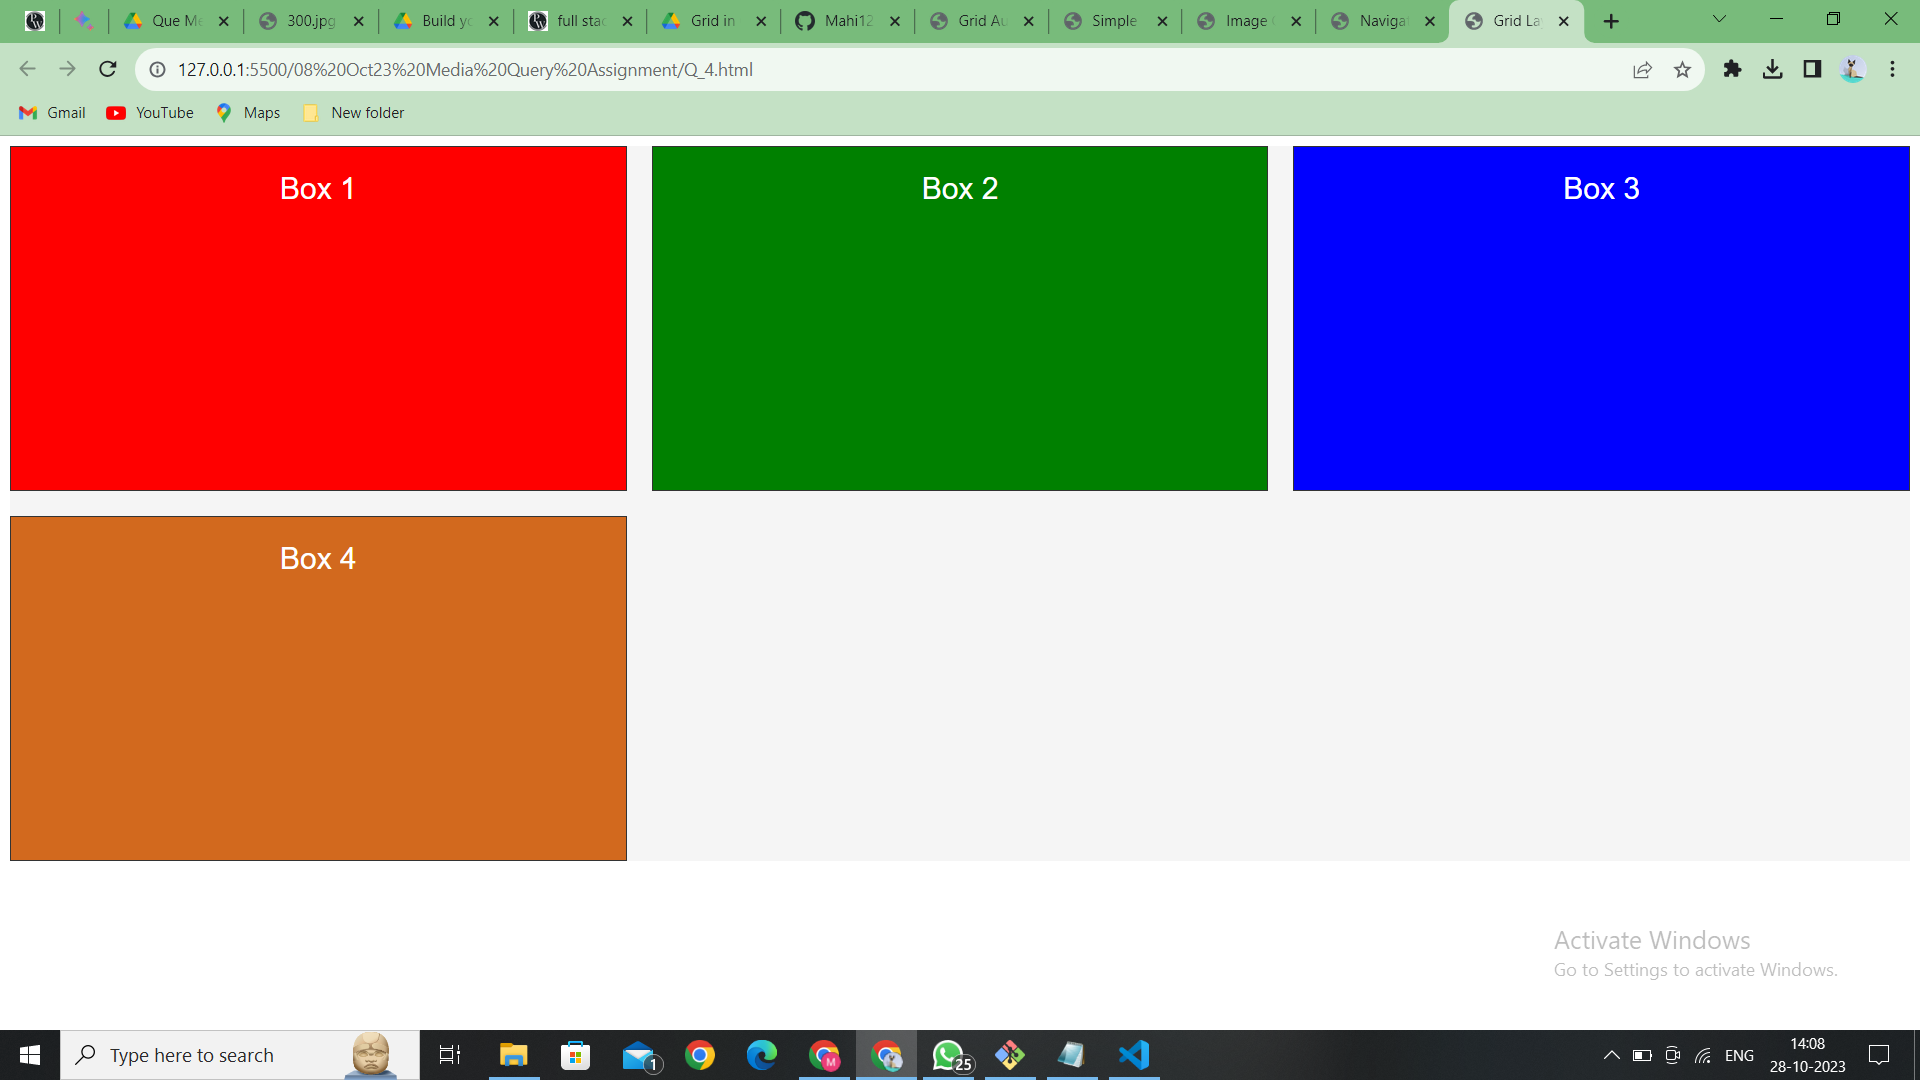 Que Me
300.jpg
Build yo
full stac
Grid in
Mahi12
Grid Au
Simple
Image
Naviga
Grid La
127.0.0.1:5500/08%20Oct23%20Media%20Query%20Assignment/Q_4.html
Gmail YouTube Maps New folder
Box 1 Box 2 Box 3
Box 4
Activate Windows
Go to Settings to activate Windows.
Type here to search
1
M
25
ENG
14:08
28-10-2023